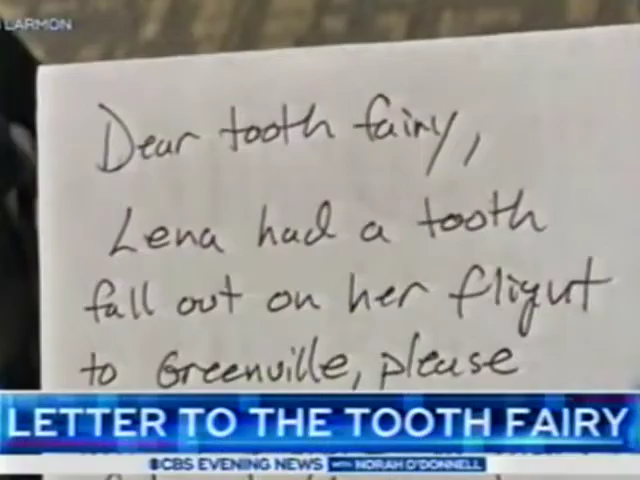 LARMON
Dear tooth fairy,
Lena had a tooth
fall out on her flight
to Greenville, please
LETTER TO THE TOOTH FAIRY
CBS EVENING NEWS WITH NORAH O'DONNELL